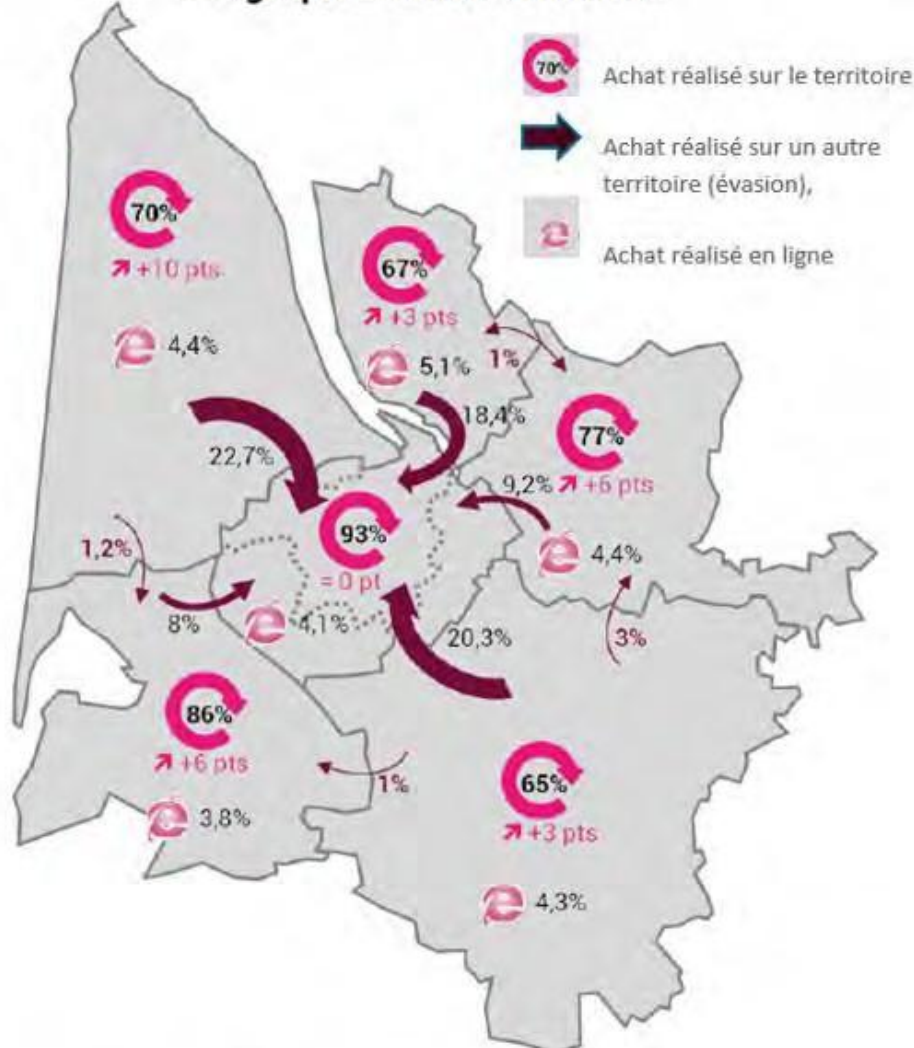 70%
Achat réalisé sur le territoire
Achat réalisé sur un autre
territoire (évasion),
Achat réalisé en ligne
70%
+10 pts
4,4%
67%
+3 pts
5,1%
1%
18,4%
77%
+6 pts
9,2%
4,4%
22,7%
93%
= 0 pt
4,1%
1,2%
8%
20,3%
3%
86%
+6 pts
3,8%
1%
65%
+3 pts
4,3%